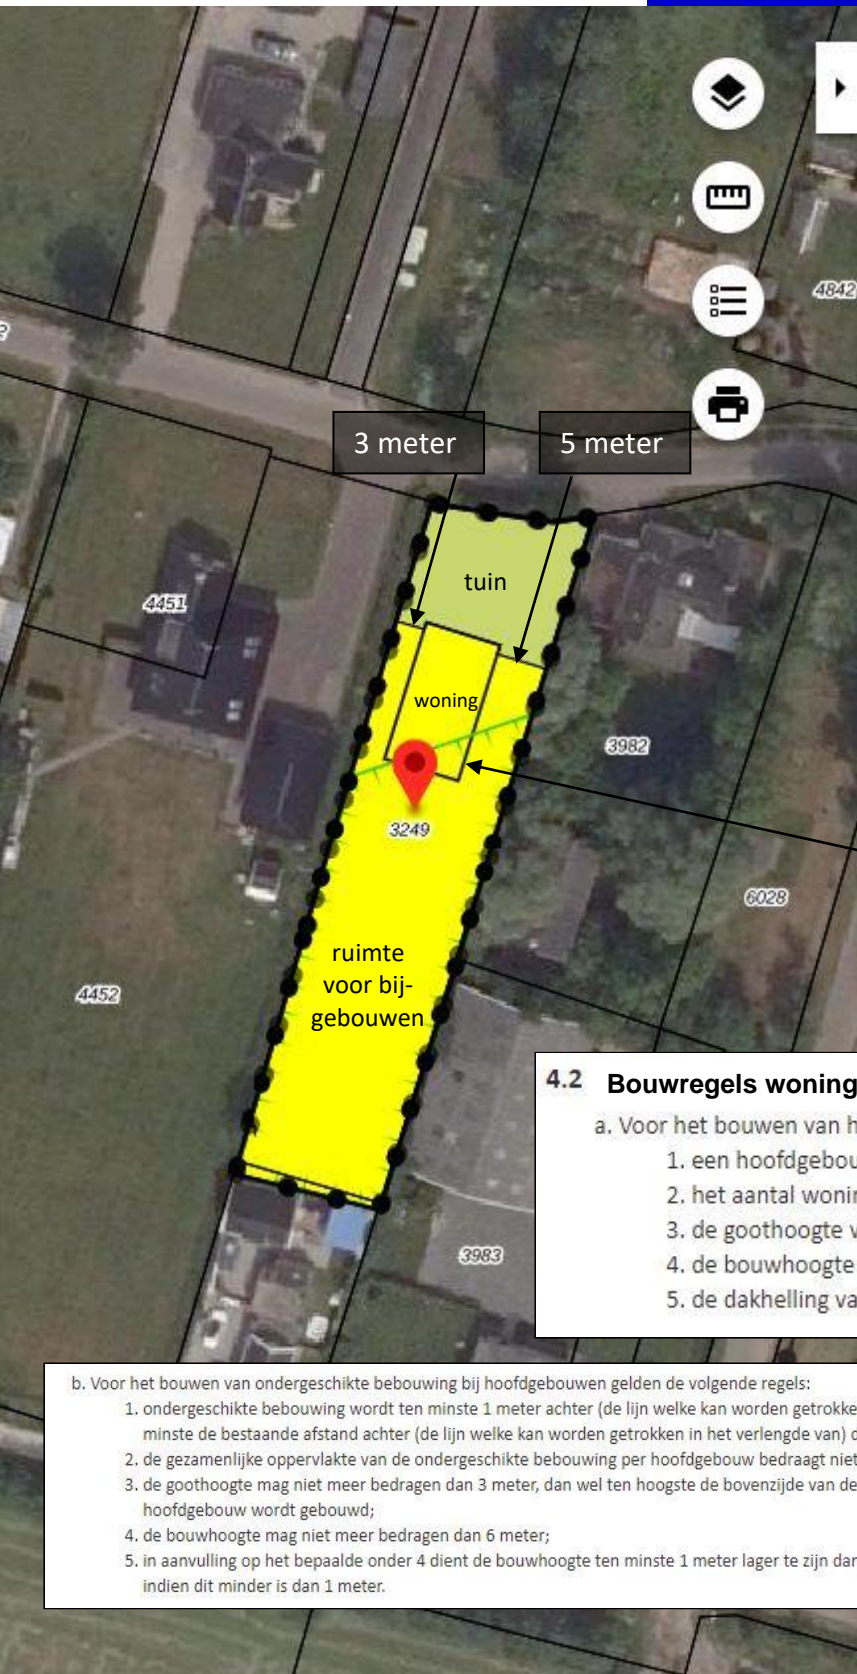 4842
3 meter
5 meter
tuin
4451
woning
3982
3249
6028
ruimte
voor bij-
gebouwen
4452
4.2 Bouwregels woning
a. Voor het bouwen van h
1. een hoofdgebou
2. het aantal wonin
3. de goothoogte v
4. de bouwhoogte
5. de dakhelling va
3983
b. Voor het bouwen van ondergeschikte bebouwing bij hoofdgebouwen gelden de volgende regels:
1. ondergeschikte bebouwing wordt ten minste 1 meter achter (de lijn welke kan worden getrokke
minste de bestaande afstand achter (de lijn welke kan worden getrokken in het verlengde van) d
2. de gezamenlijke oppervlakte van de ondergeschikte bebouwing per hoofdgebouw bedraagt niet
3. de goothoogte mag niet meer bedragen dan 3 meter, dan wel ten hoogste de bovenzijde van de
hoofdgebouw wordt gebouwd;
4. de bouwhoogte mag niet meer bedragen dan 6 meter;
5. in aanvulling op het bepaalde onder 4 dient de bouwhoogte ten minste 1 meter lager te zijn dan
indien dit minder is dan 1 meter.